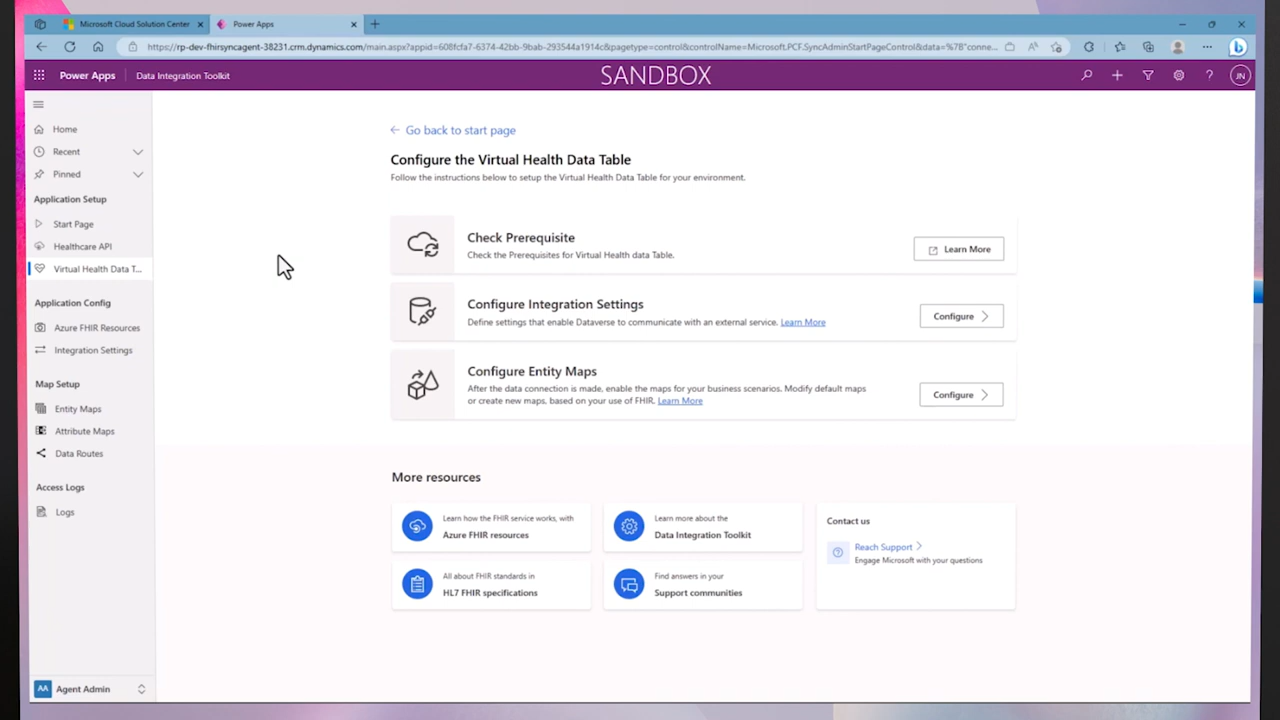 Microsoft Cloud Solution Center
Power Apps
https://rp-dev-fhirsyncagent-38231.crm.dynamics.com/main.aspx?appid=608fcfa7-6374-42bb-9bab-293544a1914c&pagetype=control&controlName=Microsoft.PCF.SyncAdminStartPageControl&data=%7B"conne...
Power Apps
Data Integration Toolkit
SANDBOX
JN
Home
Recent
Pinned
Application Setup
Start Page
Healthcare API
Virtual Health Data T...
Application Config
Azure FHIR Resources
Integration Settings
Map Setup
Entity Maps
Attribute Maps
Data Routes
Access Logs
Logs
AA Agent Admin
Go back to start page
Configure the Virtual Health Data Table
Follow the instructions below to setup the Virtual Health Data Table for your environment.
Check Prerequisite
Check the Prerequisites for Virtual Health data Table.
Learn More
Configure Integration Settings
Define settings that enable Dataverse to communicate with an external service. Learn More
Configure
Configure Entity Maps
After the data connection is made, enable the maps for your business scenarios. Modify default maps
or create new maps, based on your use of FHIR. Learn More
Configure
More resources
Learn how the FHIR service works, with
Azure FHIR resources
Learn more about the
Data Integration Toolkit
All about FHIR standards in
HL7 FHIR specifications
Find answers in your
Support communities
Contact us
Reach Support
Engage Microsoft with your questions